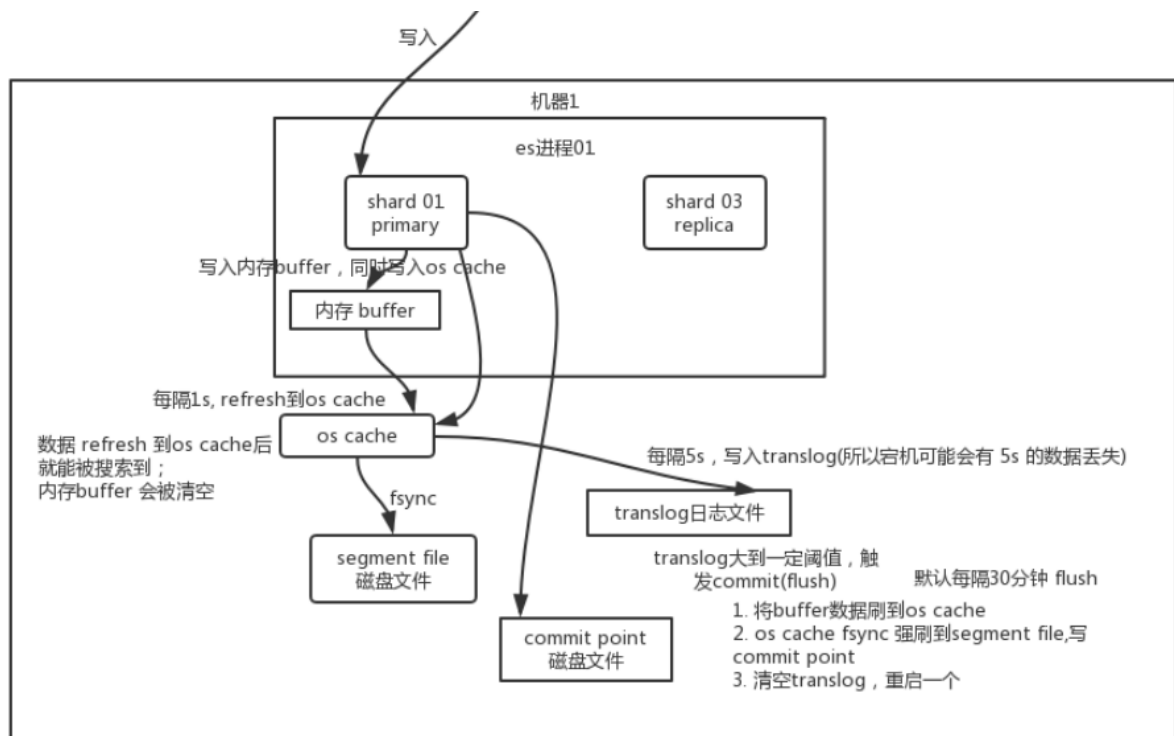 写入
机器1
es进程01
shard 01
primary
shard 03
replica
写入内存buffer，同时写入os cache
内存 buffer
每隔1s, refresh到os cache
os cache
数据 refresh 到os cache后
就能被搜索到；
内存buffer 会被清空
每隔5s，写入translog(所以宕机可能会有 5s 的数据丢失)
translog日志文件
fsync
segment file
磁盘文件
translog大到一定阈值，触
发commit(flush)
默认每隔30分钟 flush
1. 将buffer数据刷到os cache
2. os cache fsync 强刷到segment file,写
commit point
3. 清空translog，重启一个
commit point
磁盘文件